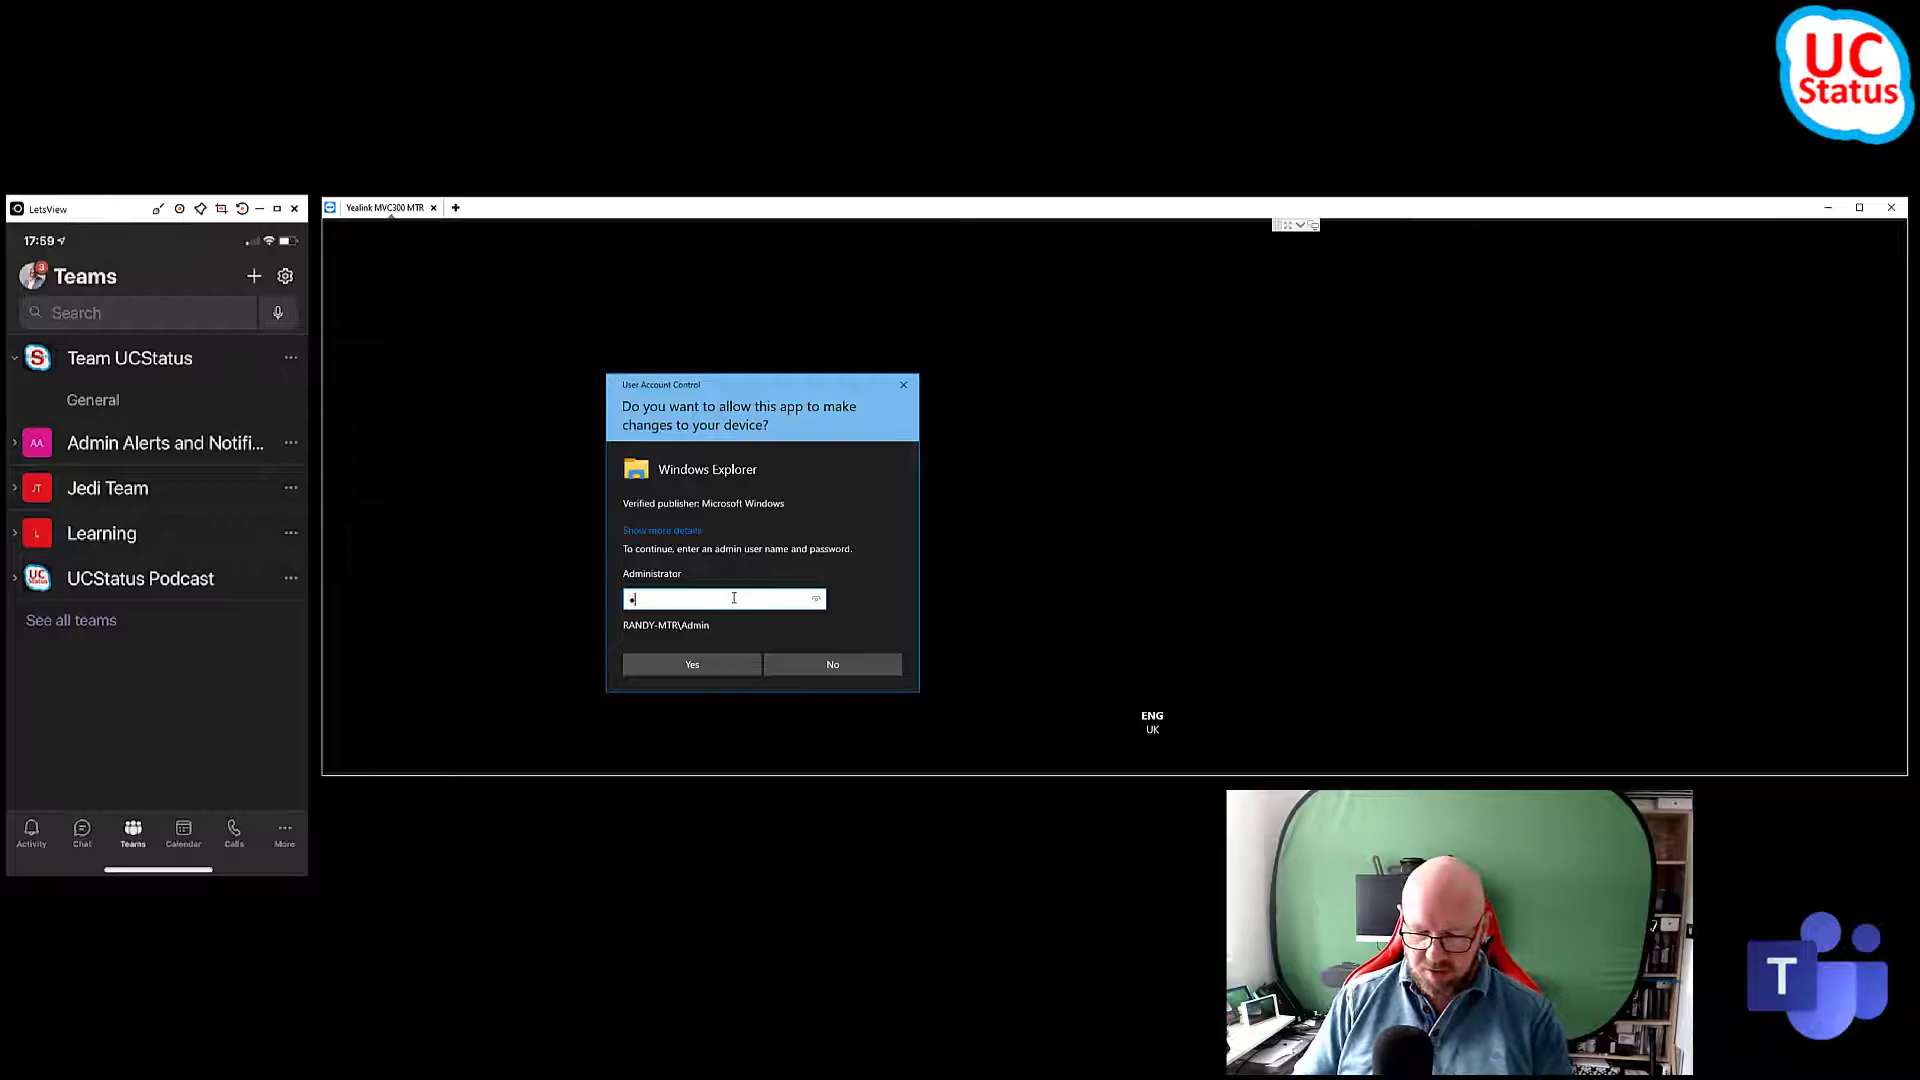 UC
Status
LetsView
Yealink MVC300 MTR
17:59
3
Teams
Search
S
Team UCStatus
General
AA
Admin Alerts and Notifi...
JT
Jedi Team
L
Learning
UC
UCStatus Podcast
See all teams
Activity
Chat
Teams
Calendar
Calls
More
User Account Control
Do you want to allow this app to make
changes to your device?
Windows Explorer
Verified publisher: Microsoft Windows
Show more details
To continue, enter an admin user name and password.
Administrator
RANDY-MTR\Admin
Yes
No
ENG
UK
T